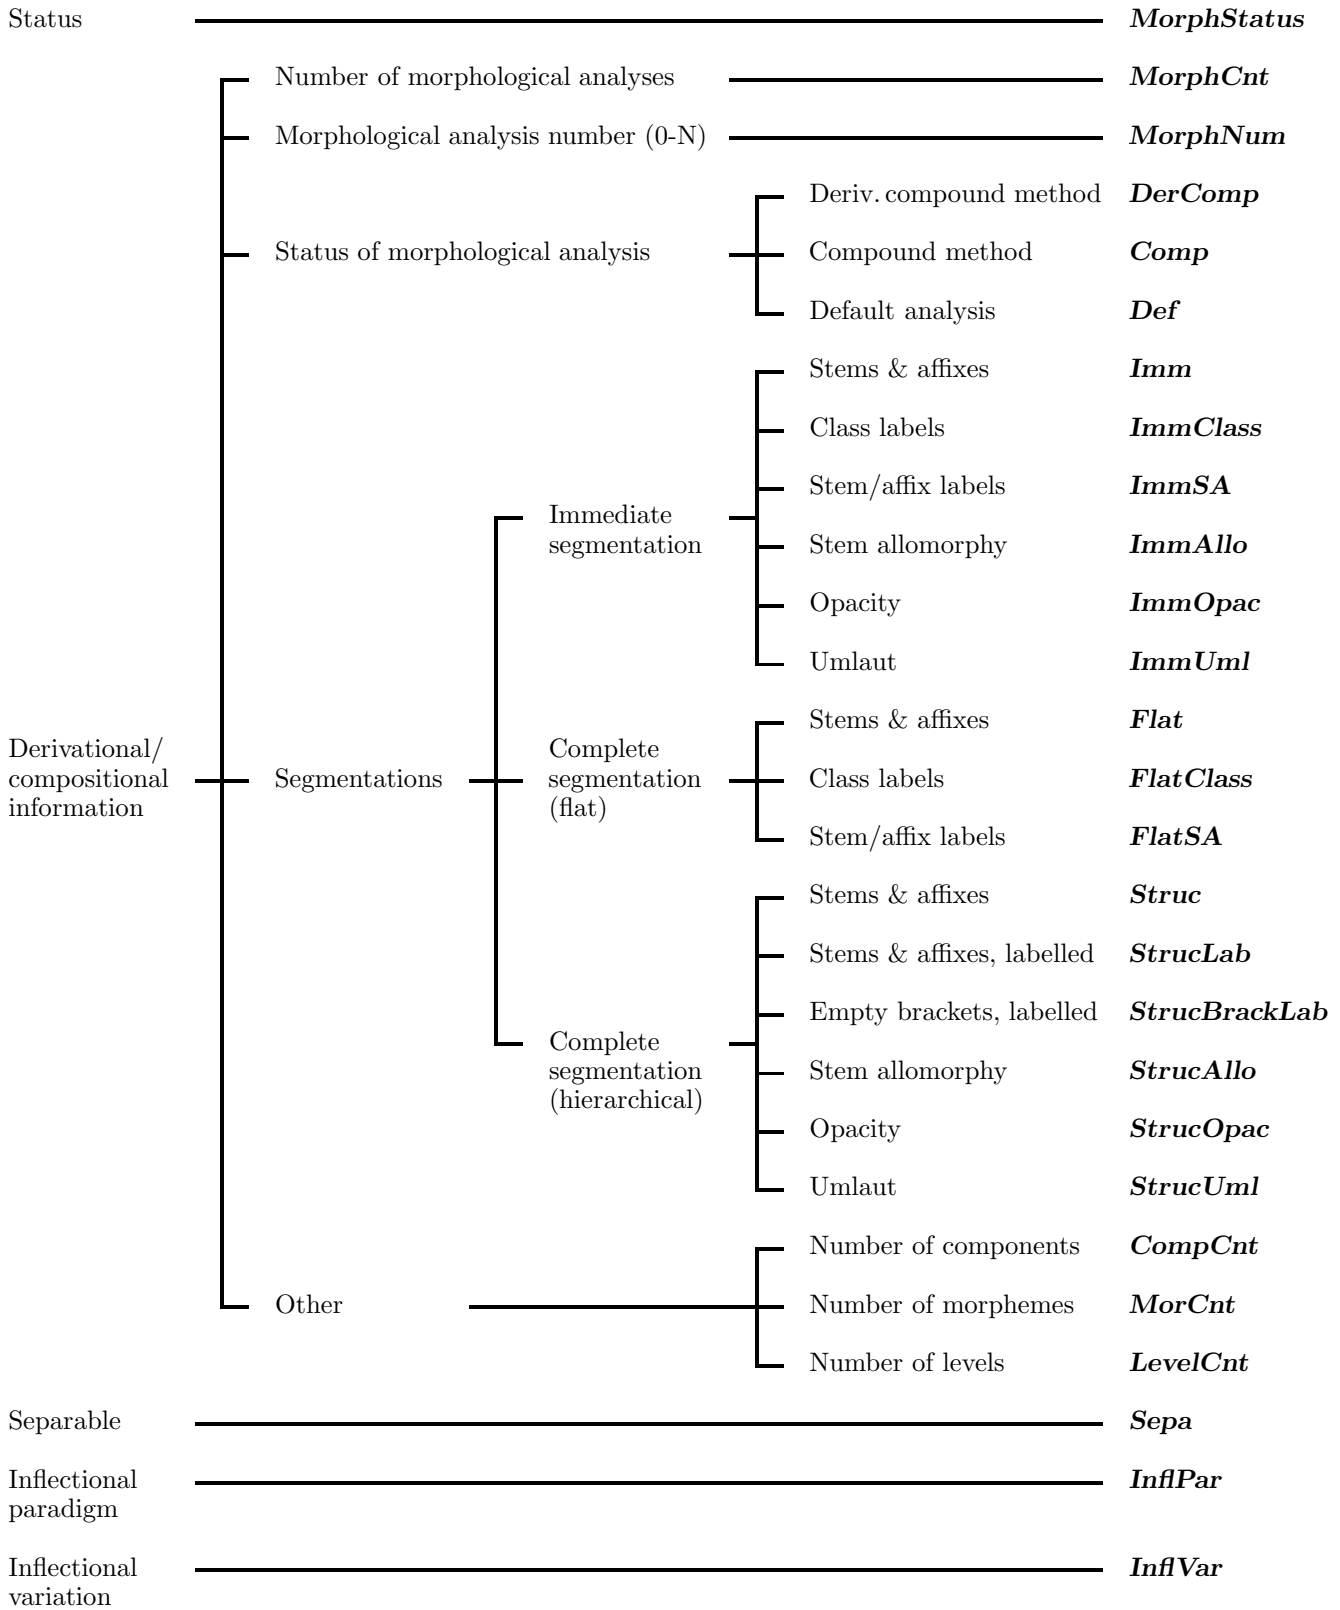 Status MorphStatus
Number of morphological analyses MorphCnt
Morphological analysis number (0-N) MorphNum
Deriv. compound method DerComp
Status of morphological analysis Compound method Comp
Default analysis Def
Stems & affixes Imm
Class labels ImmClass
Stem/affix labels ImmSA
Immediate
segmentation Stem allomorphy ImmAllo
Opacity ImmOpac
Umlaut ImmUml
Stems & affixes Flat
Derivational/ Complete
compositional Segmentations segmentation Class labels FlatClass
information (flat)
Stem/affix labels FlatSA
Stems & affixes Struc
Stems & affixes, labelled StrucLab
Empty brackets, labelled StrucBrackLab
Complete
segmentation Stem allomorphy StrucAllo
(hierarchical)
Opacity StrucOpac
Umlaut StrucUml
Number of components CompCnt
Other Number of morphemes MorCnt
Number of levels LevelCnt
Separable Sepa
Inflectional InflPar
paradigm
Inflectional InflVar
variation